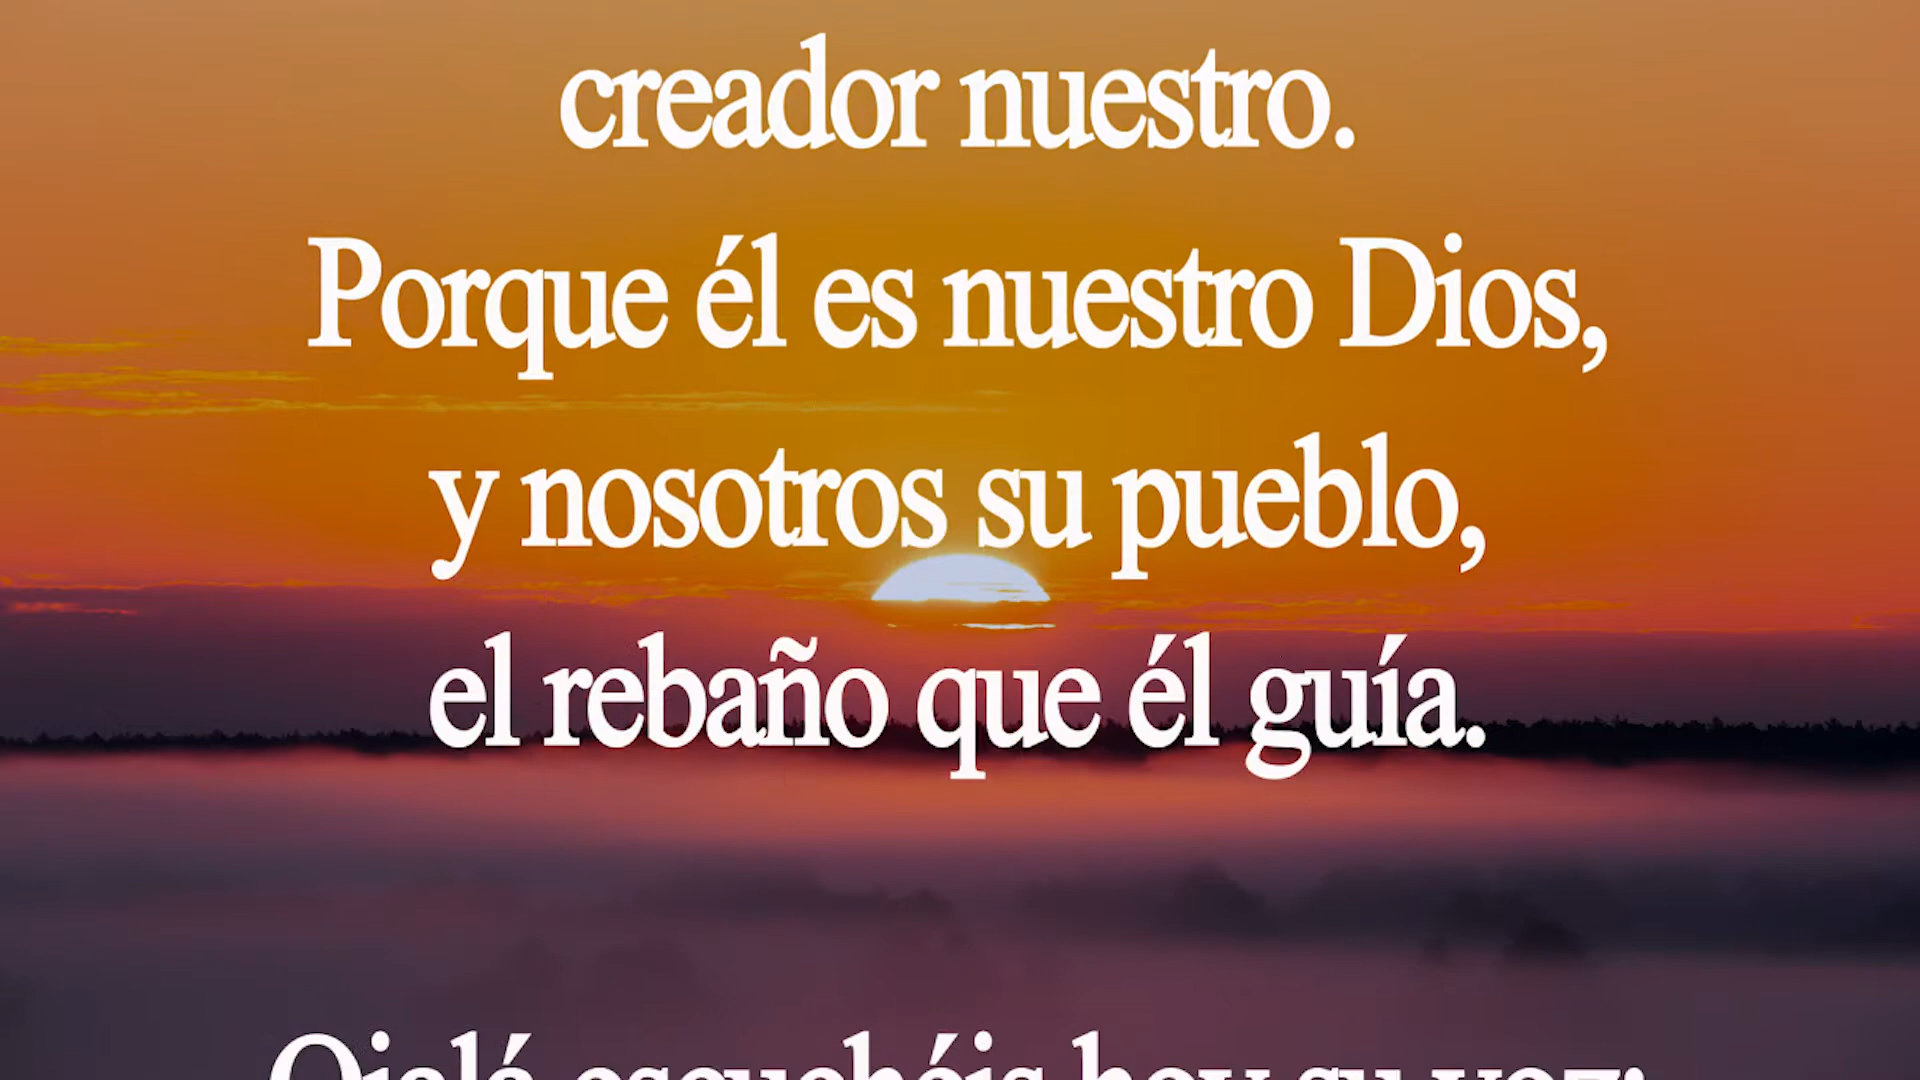 creador nuestro.
Porque él es nuestro Dios,
y nosotros su pueblo,
el rebaño que él guía.
Ojalá escuchéis hoy su voz: